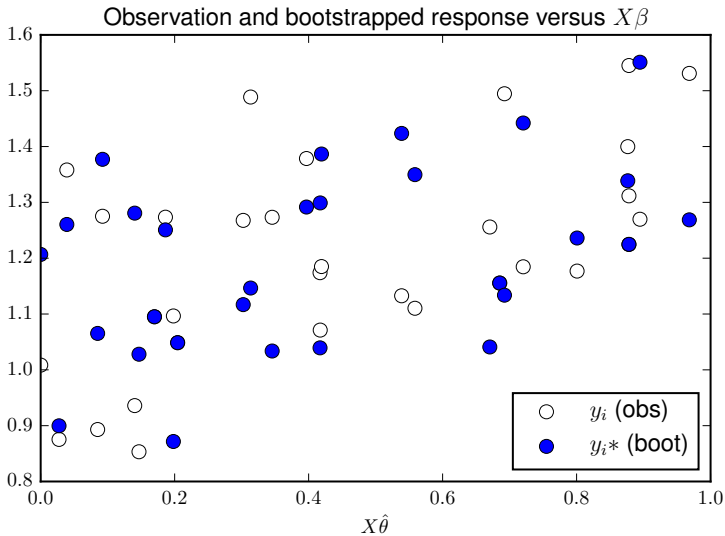 Observation and bootstrapped response versus Xβ
1.6
1.5
1.4
1.3
1.2
1.1
1.0
0.9
0.8
y_i (obs)
y_i* (boot)
0.0 0.2 0.4 0.6 0.8 1.0
Xθ̂